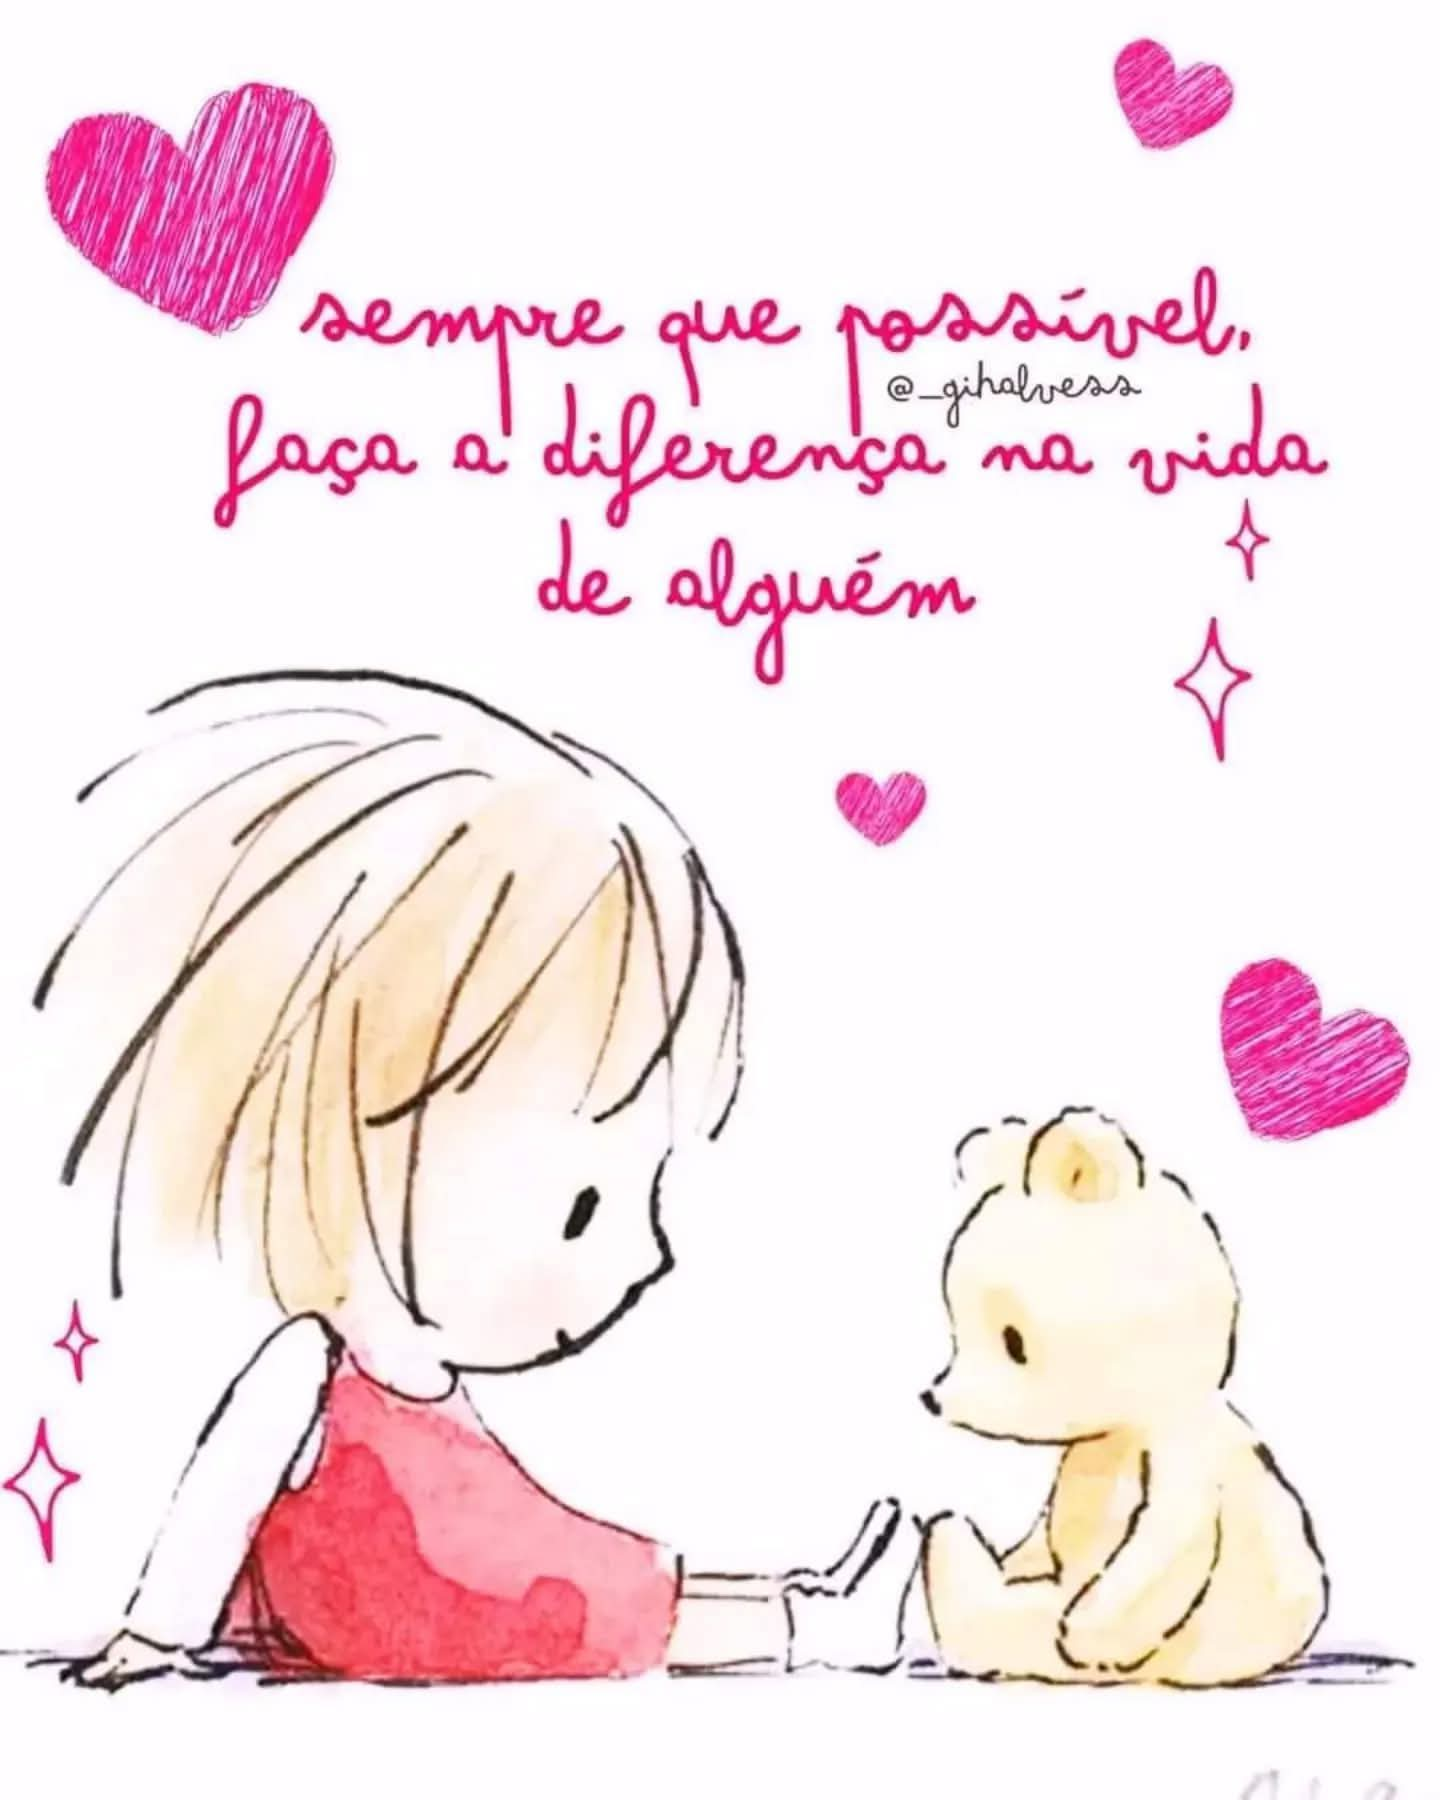 sempre que possível,
@_gihalvess
faça a diferença na vida
de alguém